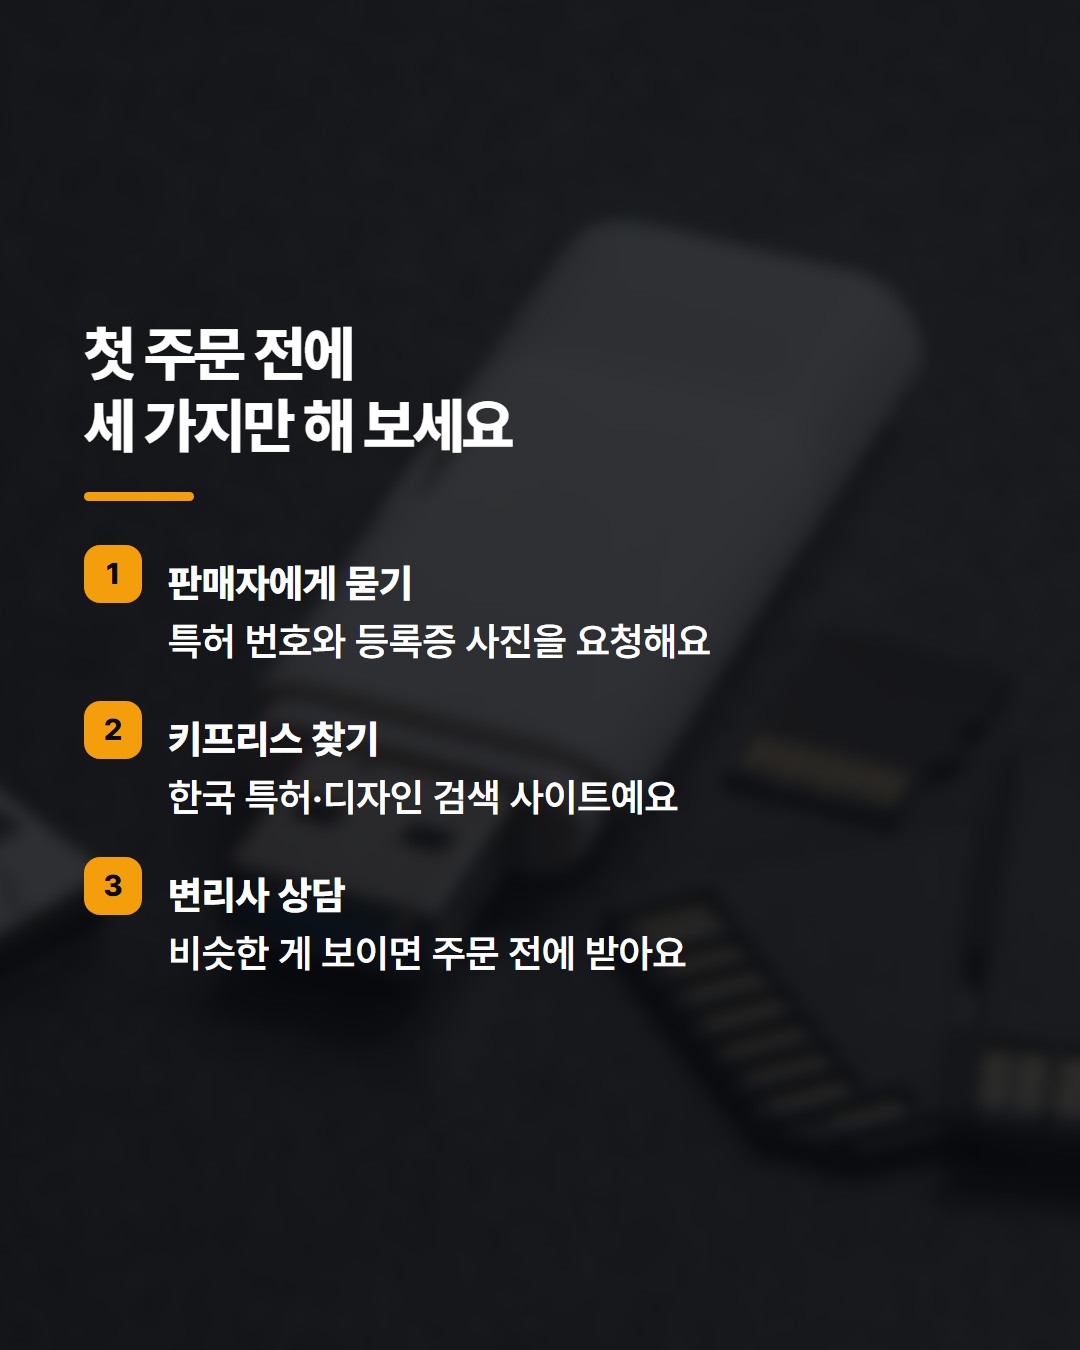 첫 주문 전에
세 가지만 해 보세요
1 판매자에게 묻기
특허 번호와 등록증 사진을 요청해요
2 키프리스 찾기
한국 특허·디자인 검색 사이트예요
3 변리사 상담
비슷한 게 보이면 주문 전에 받아요